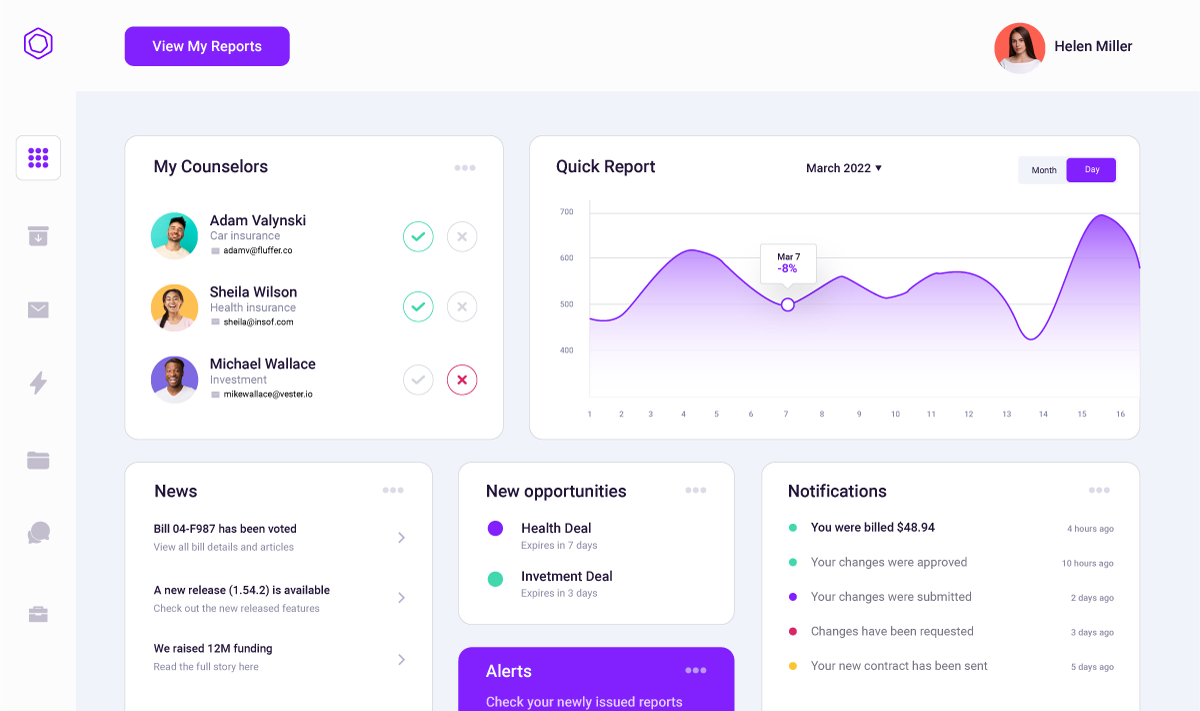 View My Reports
Helen Miller
My Counselors
Adam Valynski
Car insurance
adamv@fluffer.co
Sheila Wilson
Health insurance
sheila@insof.com
Michael Wallace
Investment
mikewallace@vester.io
Quick Report
March 2022 ▾
Month
Day
700
600
500
400
Mar 7
-8%
1 2 3 4 5 6 7 8 9 10 11 12 13 14 15 16
News
Bill 04-F987 has been voted
View all bill details and articles
A new release (1.54.2) is available
Check out the new released features
We raised 12M funding
Read the full story here
New opportunities
Health Deal
Expires in 7 days
Invetment Deal
Expires in 3 days
Alerts
Check your newly issued reports
Notifications
You were billed $48.94 4 hours ago
Your changes were approved 10 hours ago
Your changes were submitted 2 days ago
Changes have been requested 3 days ago
Your new contract has been sent 5 days ago